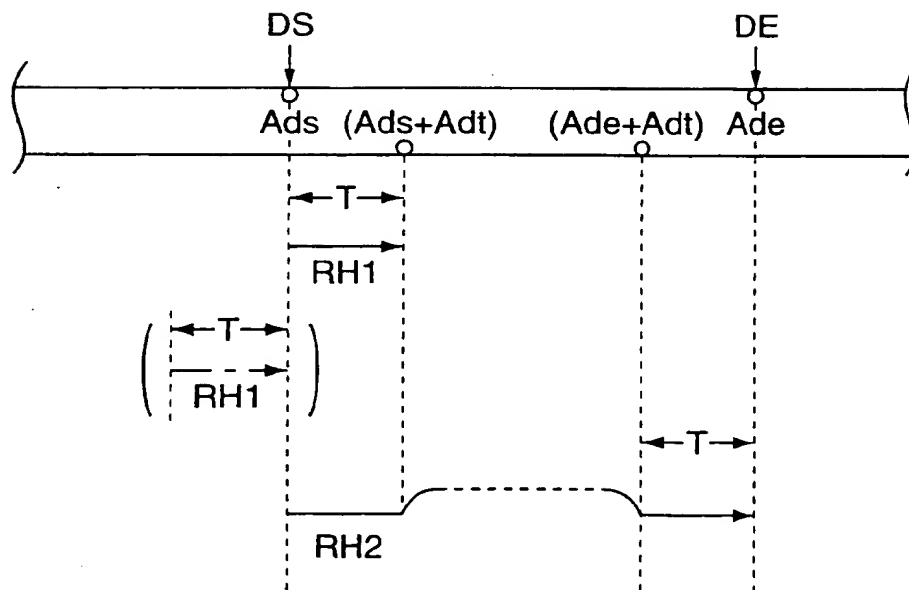 DS DE
Ads (Ads+Adt) (Ade+Adt) Ade
T
RH1
T
RH1
T
RH2